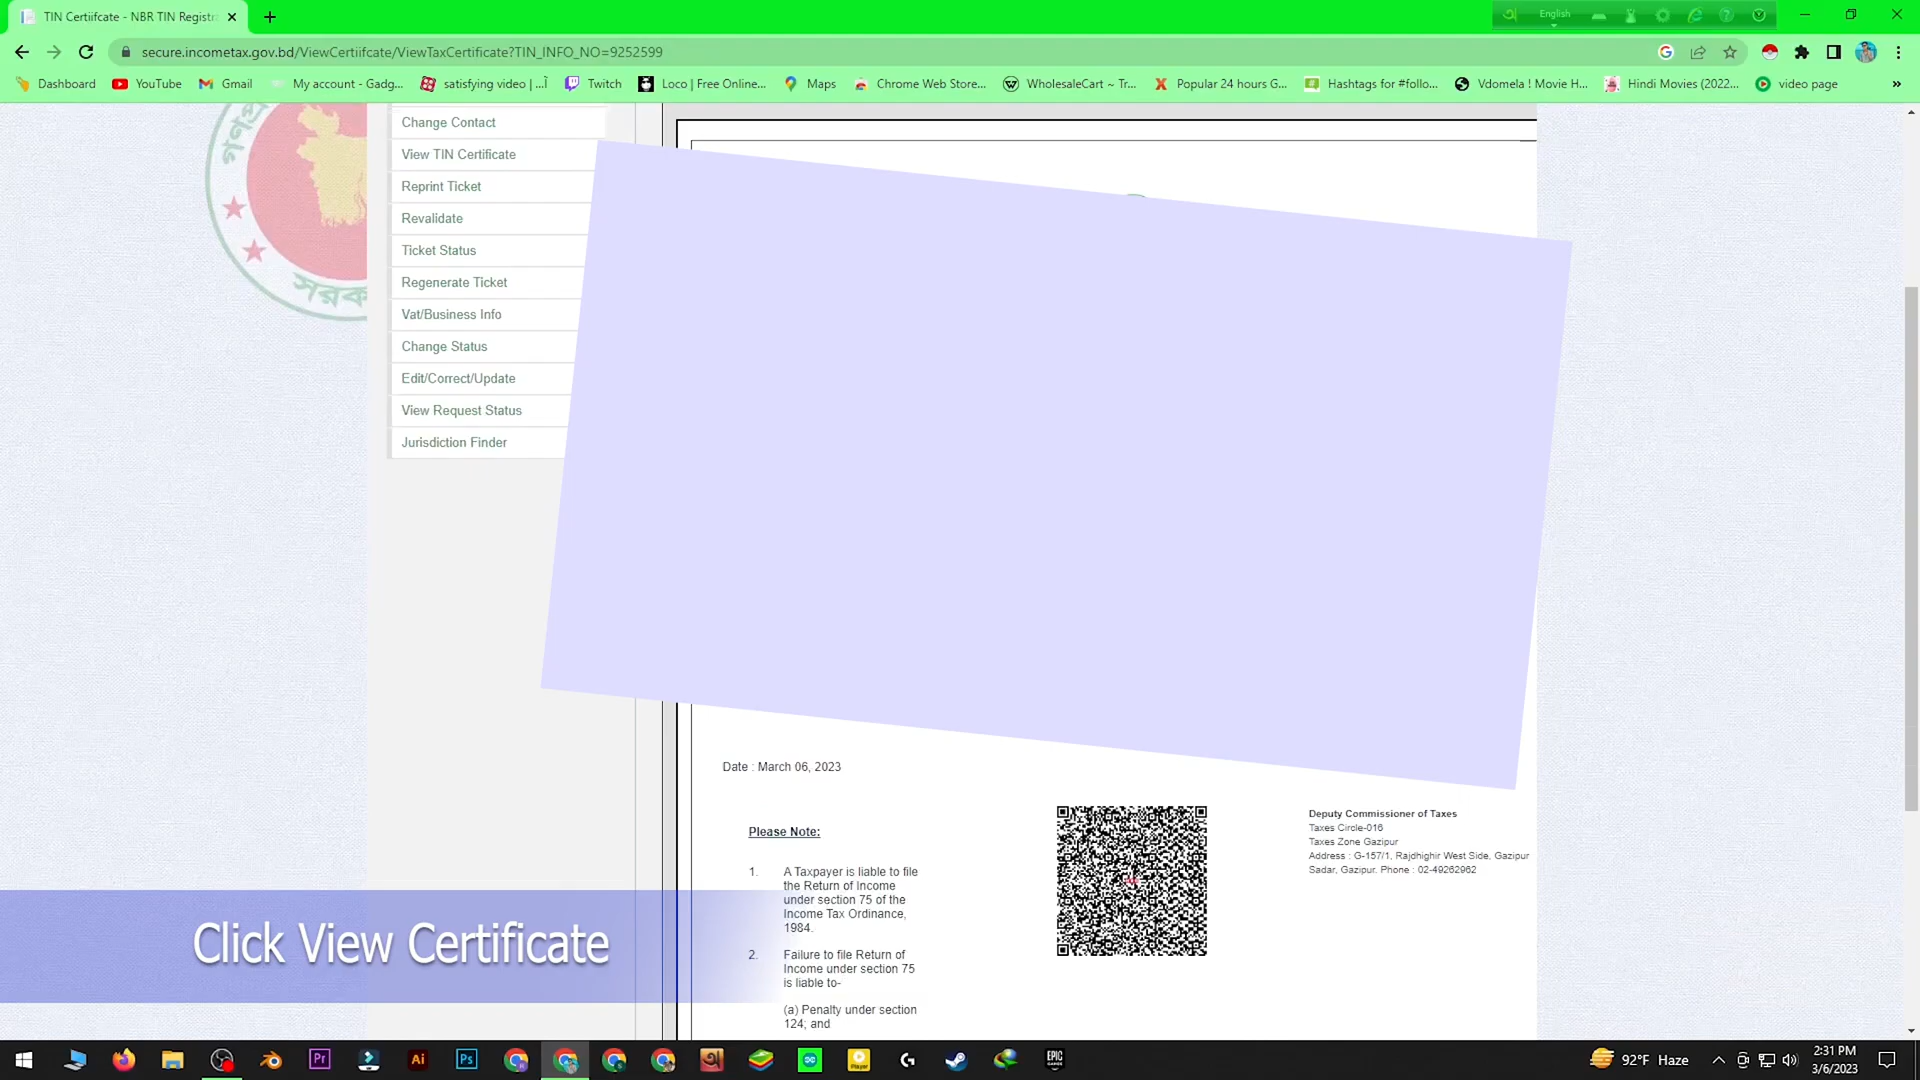 TIN Certiifcate - NBR TIN Registra
English
secure.incometax.gov.bd/ViewCertiifcate/ViewTaxCertificate?TIN_INFO_NO=9252599
Dashboard
YouTube
Gmail
My account - Gadg...
satisfying video | ...
Twitch
Loco | Free Online...
Maps
Chrome Web Store...
WholesaleCart ~ Tr...
Popular 24 hours G...
Hashtags for #follo...
Vdomela ! Movie H...
Hindi Movies (2022...
video page
Change Contact
View TIN Certificate
Reprint Ticket
Revalidate
Ticket Status
Regenerate Ticket
Vat/Business Info
Change Status
Edit/Correct/Update
View Request Status
Jurisdiction Finder
Date : March 06, 2023
Please Note:
1. A Taxpayer is liable to file
the Return of Income
under section 75 of the
Income Tax Ordinance,
1984.
2. Failure to file Return of
Income under section 75
is liable to-
(a) Penalty under section
124; and
Deputy Commissioner of Taxes
Taxes Circle-016
Taxes Zone Gazipur
Address : G-157/1, Rajdhighir West Side, Gazipur
Sadar, Gazipur. Phone : 02-49262962
Click View Certificate
Pr
Ai
Ps
Player
EPIC
GAMES
92°F Haze
2:31 PM
3/6/2023